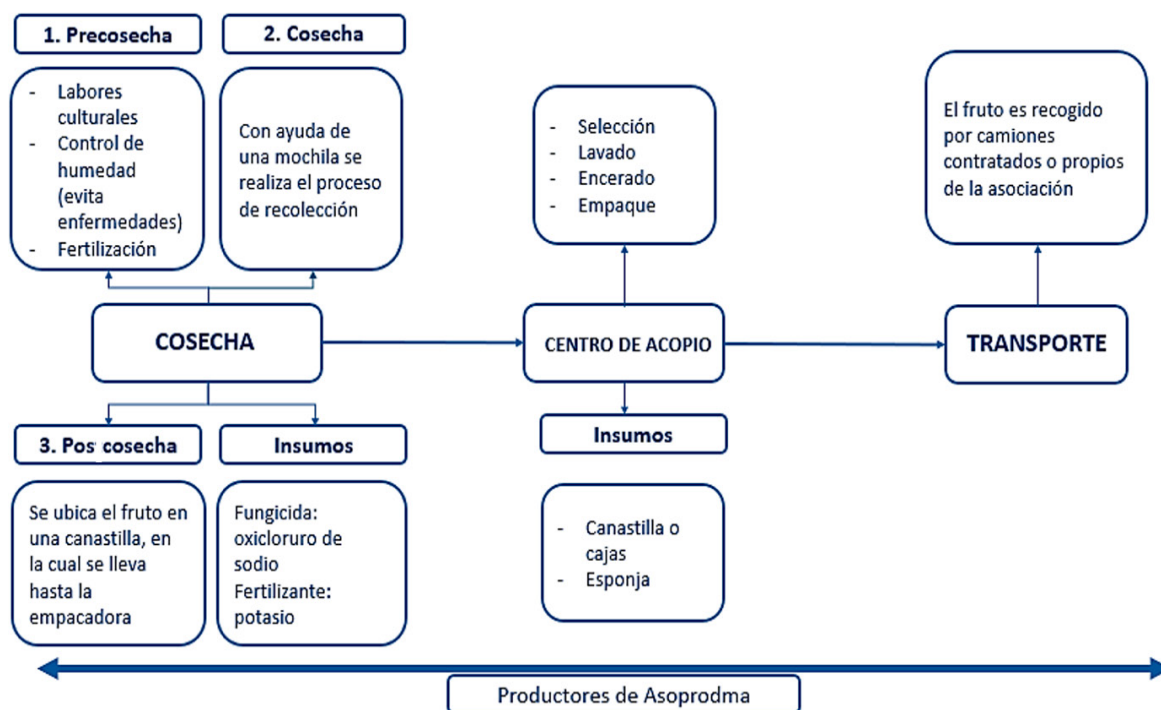 1. Precosecha
- Labores
culturales
- Control de
humedad
(evita
enfermedades)
- Fertilización
2. Cosecha
Con ayuda de
una mochila se
realiza el proceso
de recolección
- Selección
- Lavado
- Encerado
- Empaque
El fruto es recogido
por camiones
contratados o propios
de la asociación
COSECHA
CENTRO DE ACOPIO
TRANSPORTE
3. Pos cosecha
Se ubica el fruto en
una canastilla, en
la cual se lleva
hasta la
empacadora
Insumos
Fungicida:
oxicloruro de
sodio
Fertilizante:
potasio
Insumos
- Canastilla o
cajas
- Esponja
Productores de Asoprodma